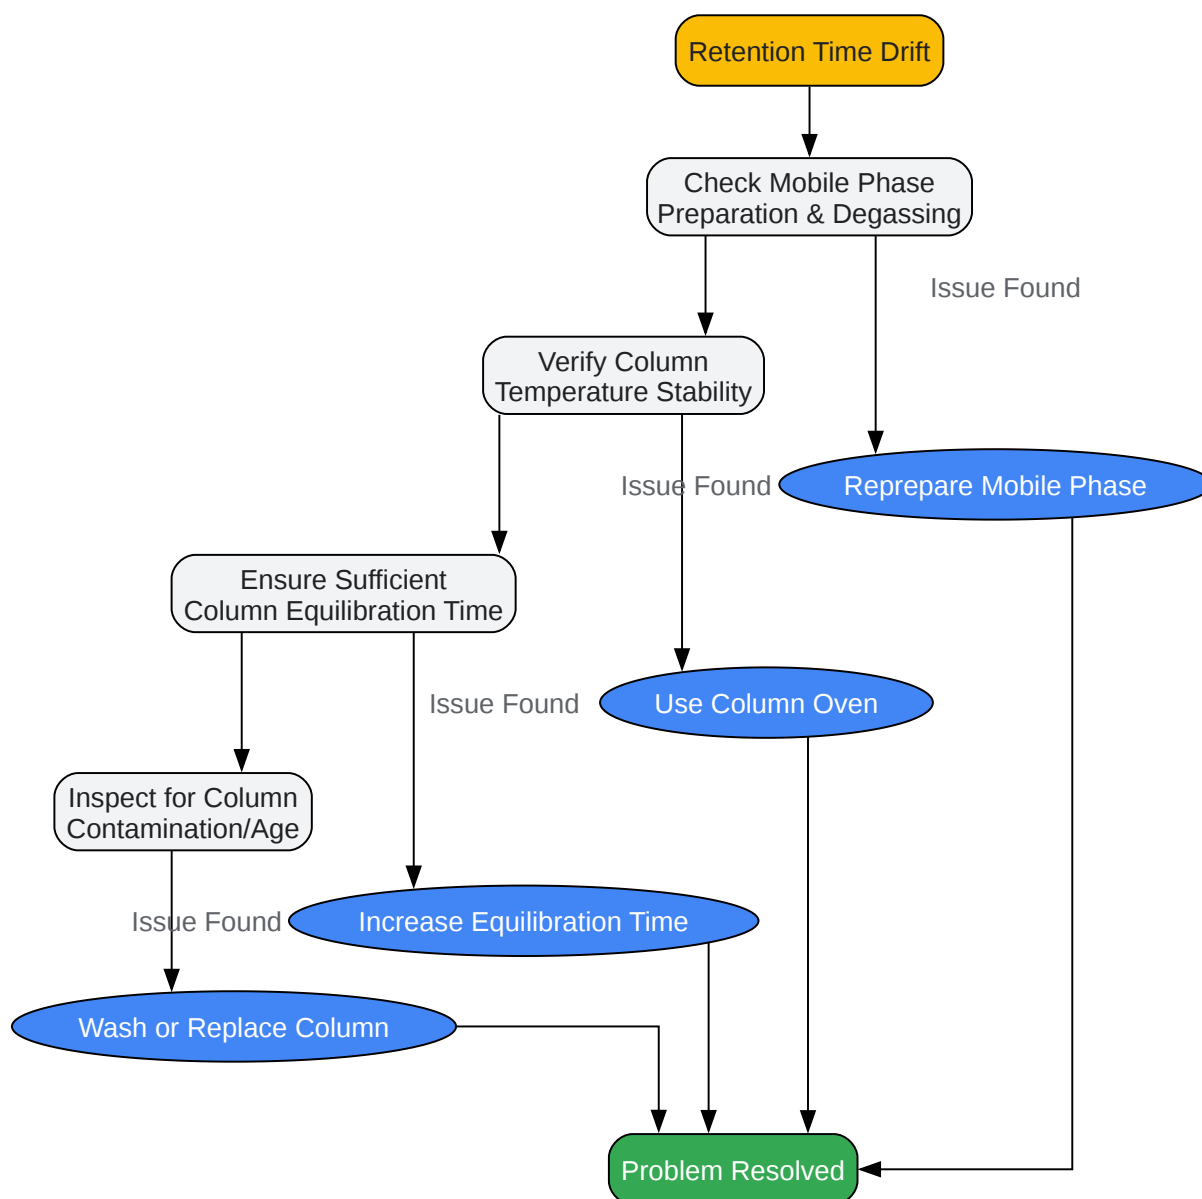 Retention Time Drift
Check Mobile Phase
Preparation & Degassing
Issue Found
Verify Column
Temperature Stability
Issue Found
Reprepare Mobile Phase
Ensure Sufficient
Column Equilibration Time
Issue Found
Use Column Oven
Inspect for Column
Contamination/Age
Issue Found
Increase Equilibration Time
Wash or Replace Column
Problem Resolved